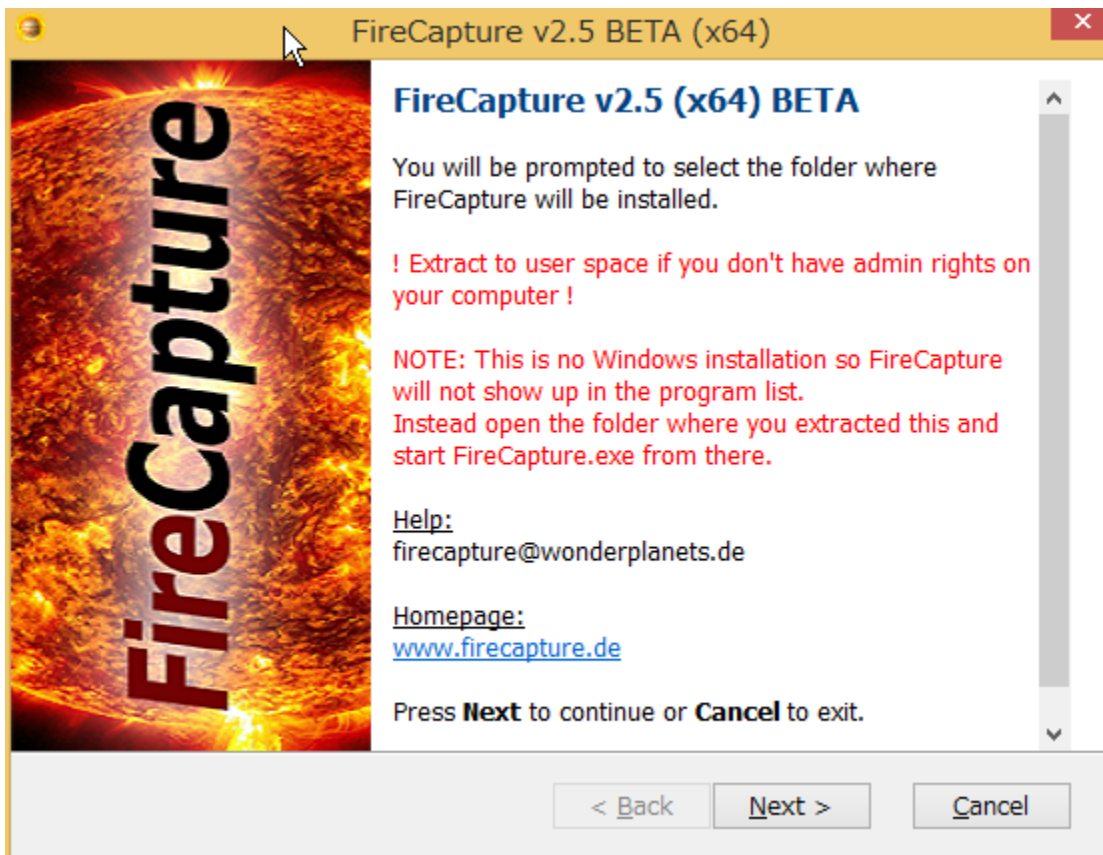 FireCapture v2.5 BETA (x64)
FireCapture
FireCapture v2.5 (x64) BETA
You will be prompted to select the folder where
FireCapture will be installed.
! Extract to user space if you don't have admin rights on
your computer !
NOTE: This is no Windows installation so FireCapture
will not show up in the program list.
Instead open the folder where you extracted this and
start FireCapture.exe from there.
Help:
firecapture@wonderplanets.de
Homepage:
www.firecapture.de
Press Next to continue or Cancel to exit.
< Back Next > Cancel